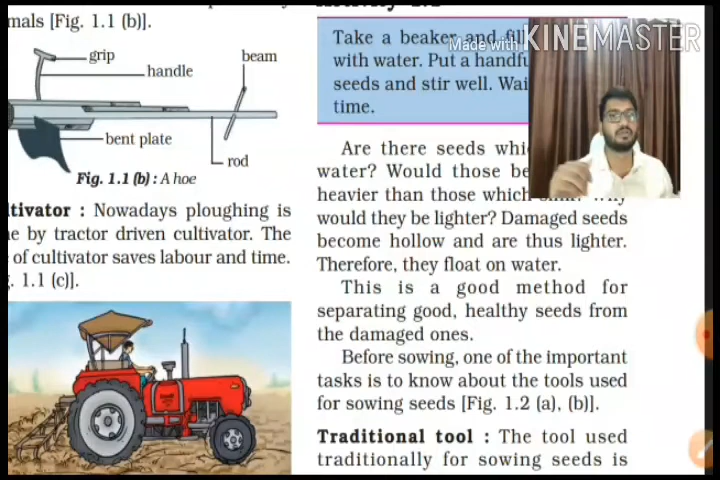 mals [Fig. 1.1 (b)].
grip
handle
beam
bent plate
rod
Fig. 1.1 (b) : A hoe
ltivator : Nowadays ploughing is
by tractor driven cultivator. The
of cultivator saves labour and time.
1.1 (c)].
Take a beaker and fill
with water. Put a handfu
seeds and stir well. Wai
time.
Are there seeds whi
water? Would those be
heavier than those which
would they be lighter? Damaged seeds
become hollow and are thus lighter.
Therefore, they float on water.
This is a good method for
separating good, healthy seeds from
the damaged ones.
Before sowing, one of the important
tasks is to know about the tools used
for sowing seeds [Fig. 1.2 (a), (b)].
Traditional tool : The tool used
traditionally for sowing seeds is
Made with KINEMASTER